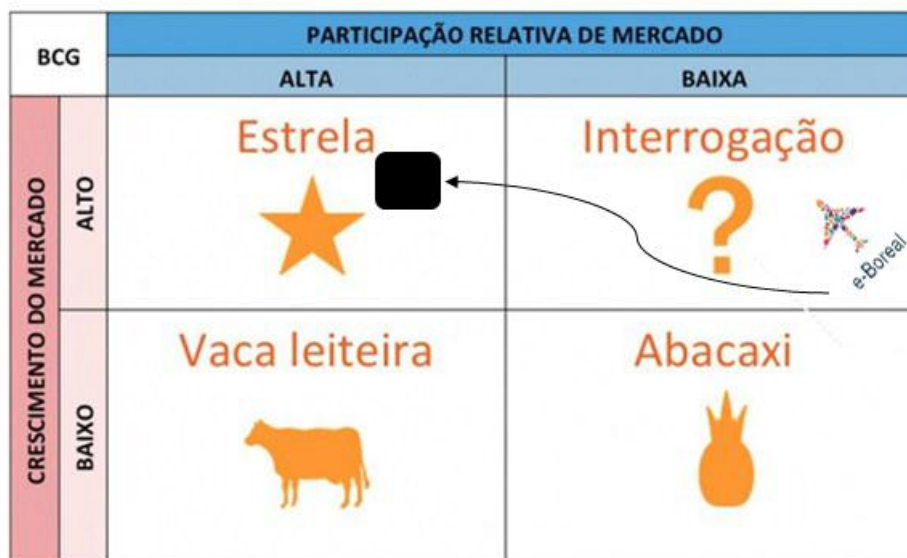 BCG
PARTICIPAÇÃO RELATIVA DE MERCADO
ALTA
BAIXA
CRESCIMENTO DO MERCADO
ALTO
Estrela
Interrogação
?
e-Boreal
BAIXO
Vaca leiteira
Abacaxi